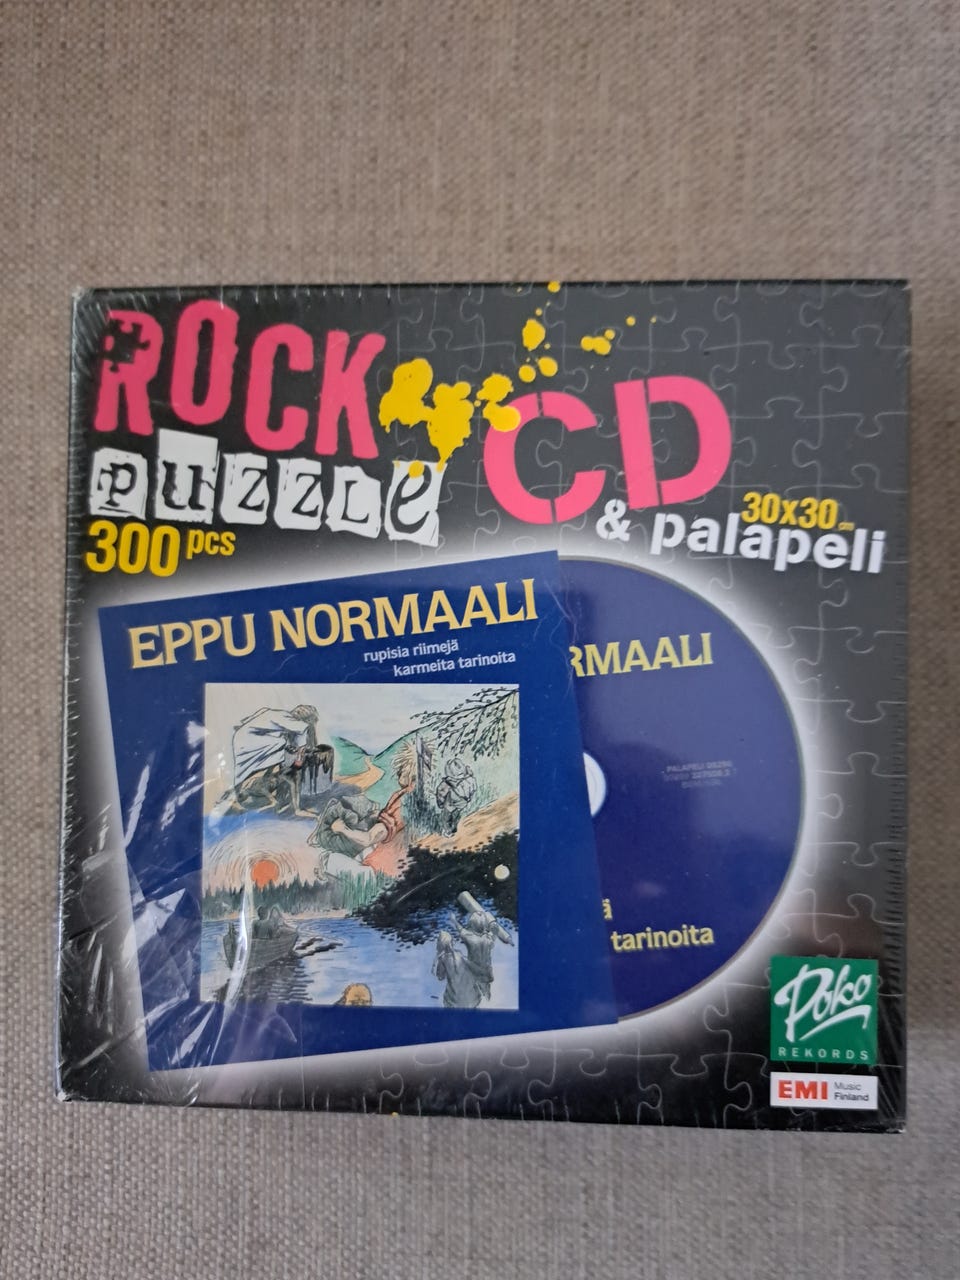 ROCK
puzzle
300 pcs
CD
& palapeli
30x30 cm
EPPU NORMAALI
rupisia riimejä
karmeita tarinoita
RMAALI
ä
tarinoita
Poko
REKORDS
EMI Music
Finland